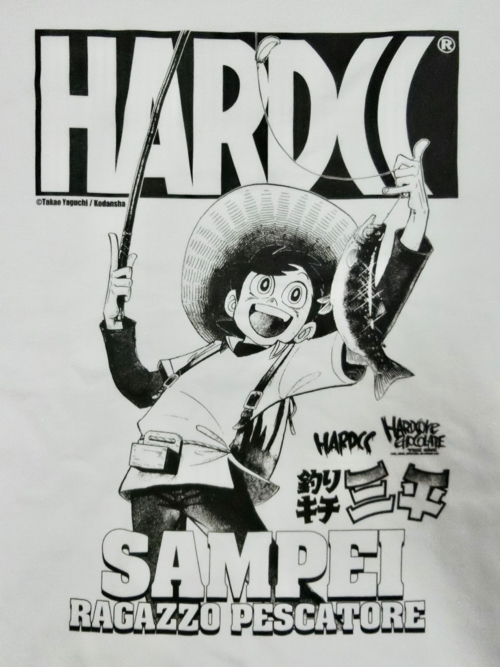 HARDCC®
©Takao Yaguchi / Kodansha
HARDCC
HARDCORE
CHOCOLATE
釣り
キチ
三平
SAMPEI
RAGAZZO PESCATORE